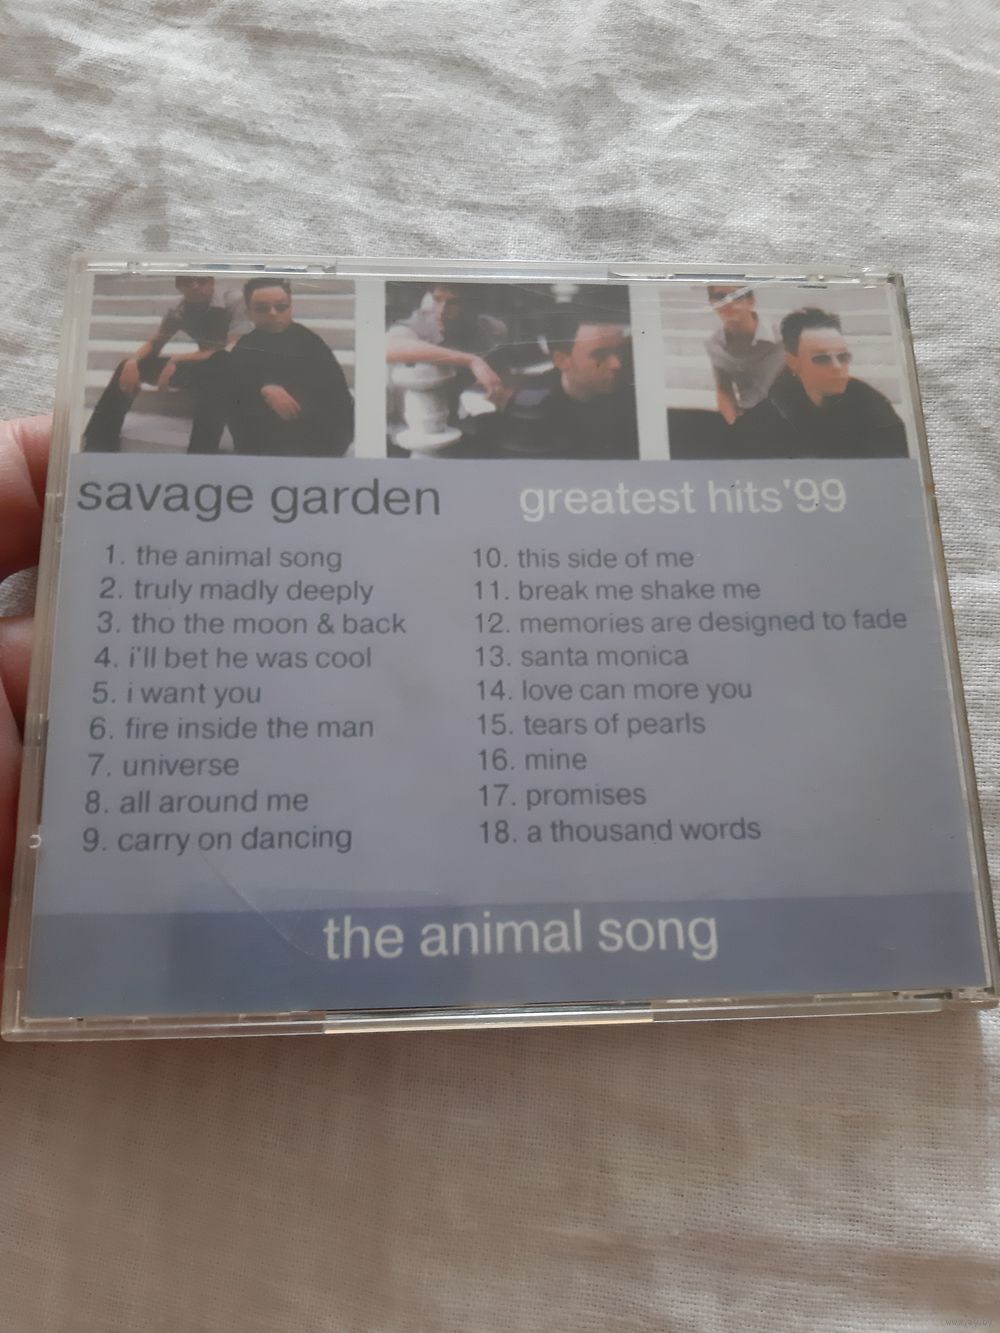 savage garden
greatest hits'99
1. the animal song
2. truly madly deeply
3. tho the moon & back
4. i'll bet he was cool
5. i want you
6. fire inside the man
7. universe
8. all around me
9. carry on dancing
10. this side of me
11. break me shake me
12. memories are designed to fade
13. santa monica
14. love can more you
15. tears of pearls
16. mine
17. promises
18. a thousand words
the animal song